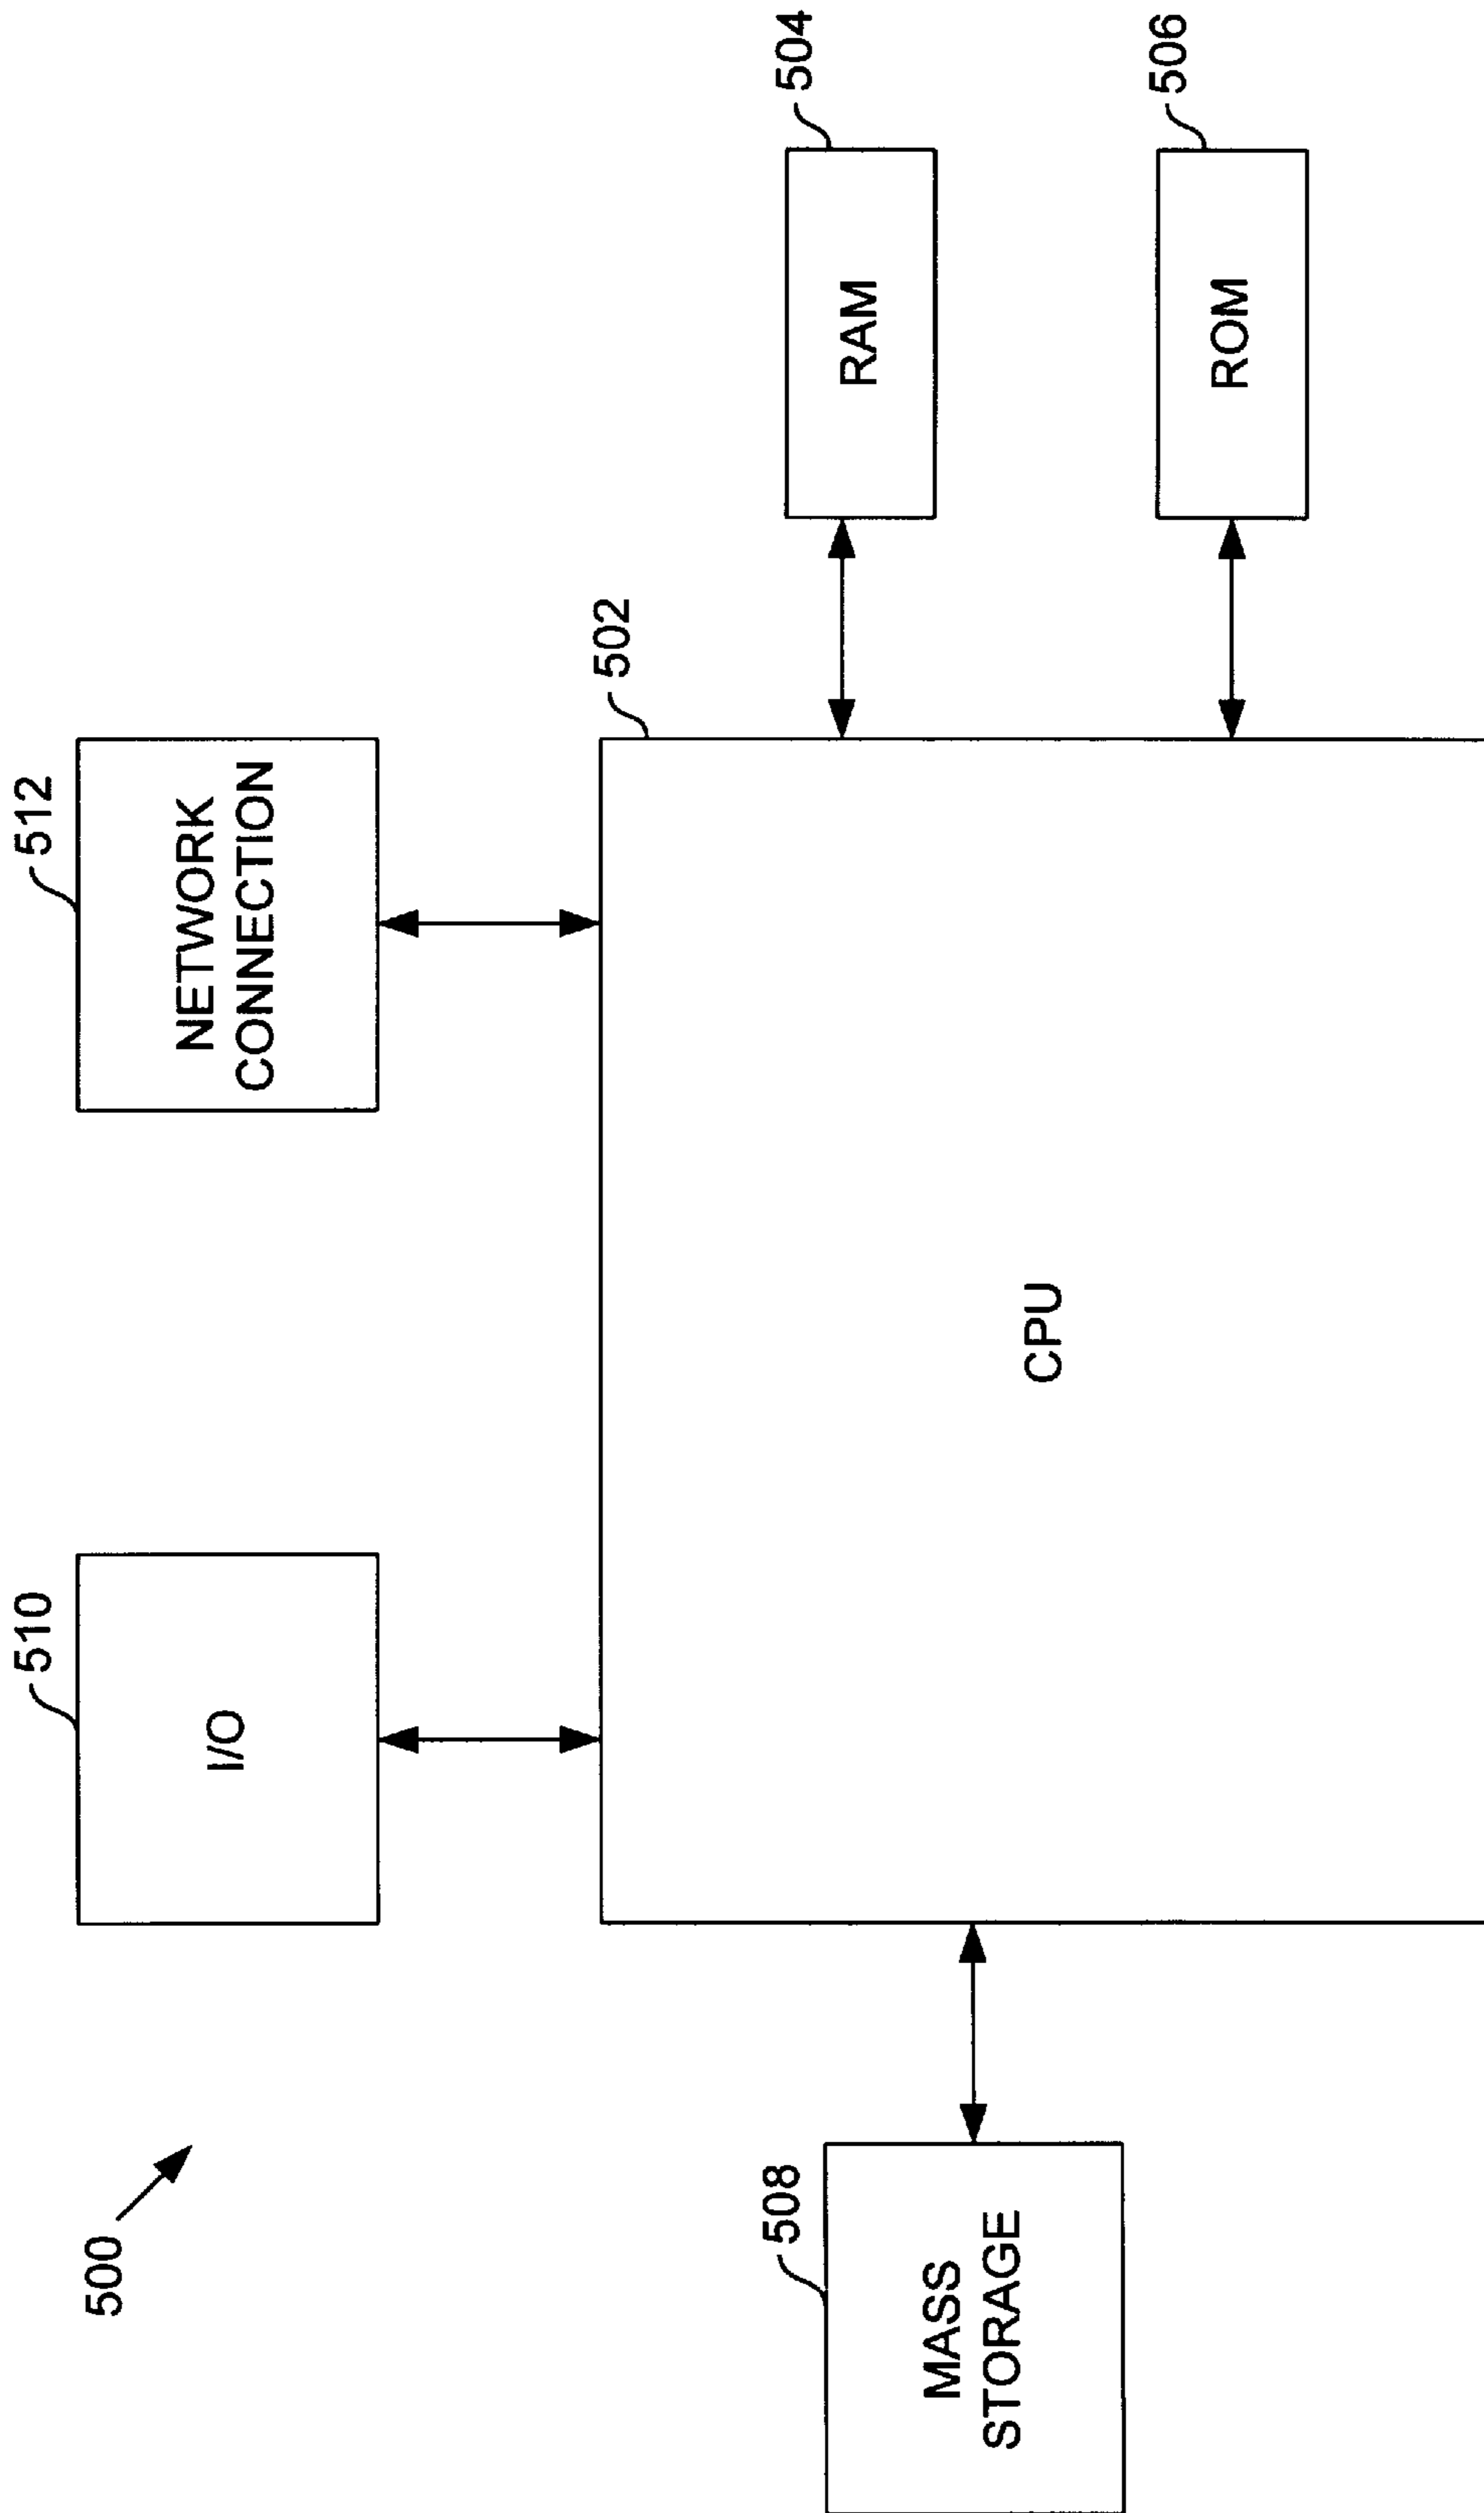 500
510
I/O
512
NETWORK
CONNECTION
502
CPU
508
MASS
STORAGE
504
RAM
506
ROM